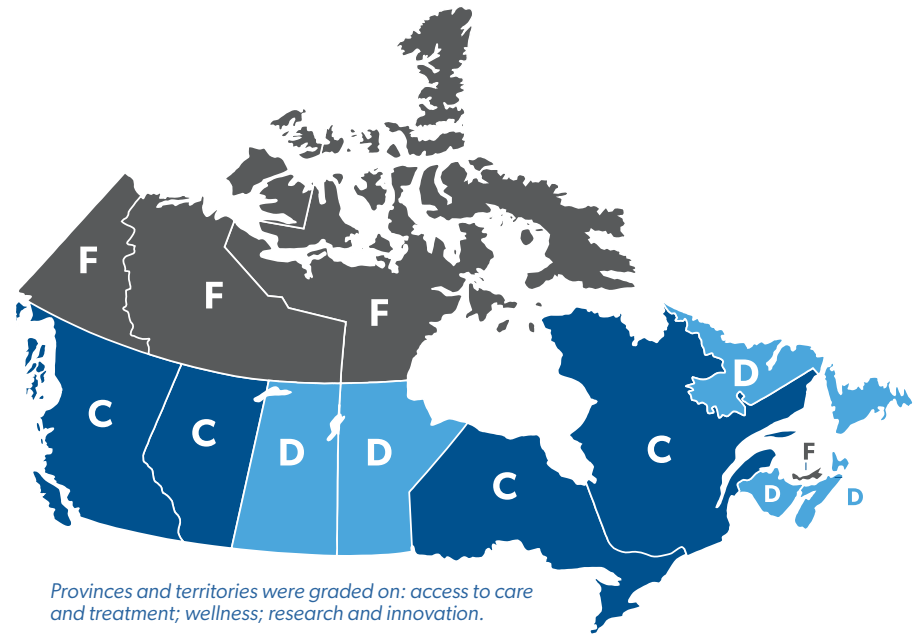 F
F
F
D
C
C
D
D
C
C
F
D
D
Provinces and territories were graded on: access to care
and treatment; wellness; research and innovation.